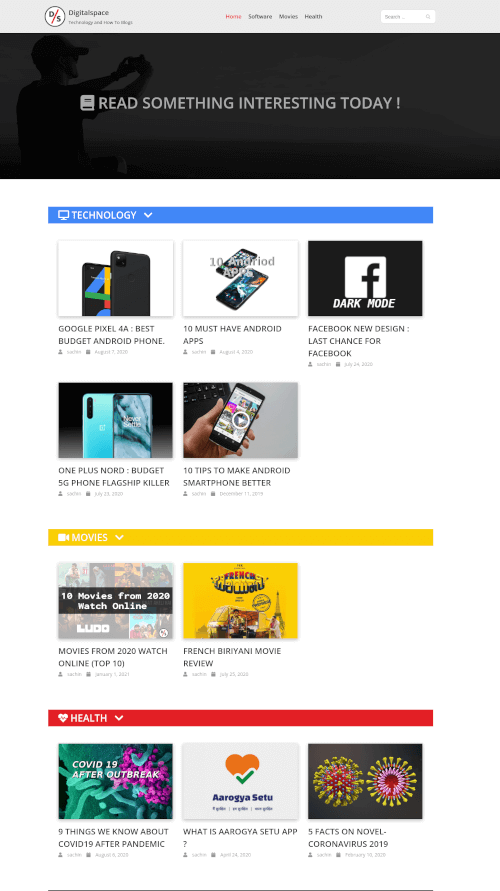 D/S
Digitalspace
Technology and How To Blogs
Home Software Movies Health
Search ...
READ SOMETHING INTERESTING TODAY !
TECHNOLOGY
10 Andriod
APPS
DARK MODE
GOOGLE PIXEL 4A : BEST
BUDGET ANDROID PHONE.
sachin August 7, 2020
10 MUST HAVE ANDROID
APPS
sachin August 4, 2020
FACEBOOK NEW DESIGN :
LAST CHANCE FOR
FACEBOOK
sachin July 24, 2020
Never
Settle
ONE PLUS NORD : BUDGET
5G PHONE FLAGSHIP KILLER
sachin July 23, 2020
10 TIPS TO MAKE ANDROID
SMARTPHONE BETTER
sachin December 11, 2019
MOVIES
10 Movies from 2020
Watch Online
LUDO
FRENCH
MOVIES FROM 2020 WATCH
ONLINE (TOP 10)
sachin January 1, 2021
FRENCH BIRIYANI MOVIE
REVIEW
sachin July 25, 2020
HEALTH
COVID 19
AFTER OUTBREAK
Aarogya Setu
9 THINGS WE KNOW ABOUT
COVID19 AFTER PANDEMIC
sachin August 6, 2020
WHAT IS AAROGYA SETU APP
?
sachin April 24, 2020
5 FACTS ON NOVEL-
CORONAVIRUS 2019
sachin February 10, 2020